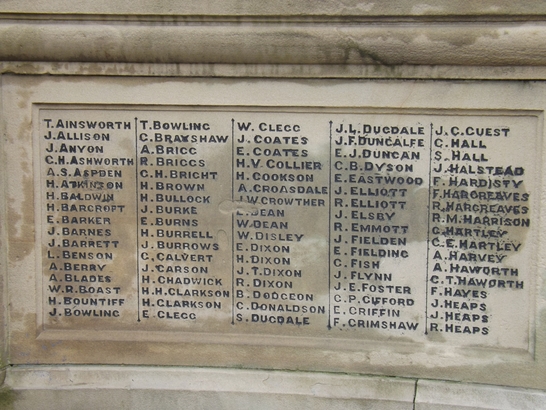 T. AINSWORTH
J. ALLISON
J. ANYON
C. H. ASHWORTH
A. S. ASPDEN
H. ATKINSON
H. BALDWIN
H. BARCROFT
E. BARKER
J. BARNES
J. BARRETT
L. BENSON
A. BERRY
A. BLADES
W. R. BOAST
H. BOUNTIFF
J. BOWLING
T. BOWLING
C. BRAYSHAW
A. BRIGG
R. BRIGGS
C. H. BRIGHT
H. BROWN
H. BULLOCK
J. BURKE
E. BURNS
H. BURRELL
J. BURROWS
C. CALVERT
J. CARSON
H. CHADWICK
H. H. CLARKSON
H. CLARKSON
E. CLEGG
W. CLEGG
J. COATES
E. COATES
H. V. COLLIER
H. COOKSON
A. CROASDALE
J. W. CROWTHER
L. DEAN
W. DEAN
W. DISLEY
E. DIXON
H. DIXON
J. T. DIXON
R. DIXON
B. DODGEON
C. DONALDSON
S. DUGDALE
J. L. DUGDALE
J. F. DUNCALFE
E. J. DUNCAN
C. B. DYSON
E. EASTWOOD
J. ELLIOTT
R. ELLIOTT
J. ELSBY
R. EMMOTT
J. FIELDEN
E. FIELDING
C. FISH
J. FLYNN
J. E. FOSTER
G. P. GIFFORD
E. GRIFFIN
F. GRIMSHAW
J. C. GUEST
C. HALL
S. HALL
J. HALSTEAD
F. HARDISTY
F. HARGREAVES
R. HARGREAVES
R. M. HARRISON
G. HARTLEY
C. E. HARTLEY
A. HARVEY
A. HAWORTH
C. T. HAWORTH
F. HAYES
J. HEAPS
J. HEAPS
R. HEAPS